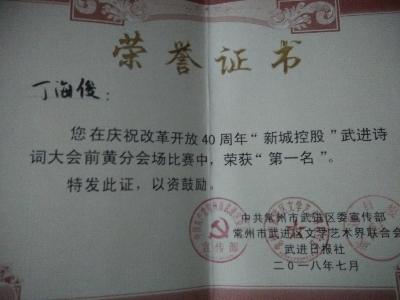 荣誉证书
丁海俊：
您在庆祝改革开放40周年“新城控股”武进诗
词大会前黄分会场比赛中，荣获“第一名”。
特发此证，以资鼓励。
中共常州市武进区委宣传部
常州市武进区文学艺术界联合会
武进日报社
二〇一八年七月
宣传部